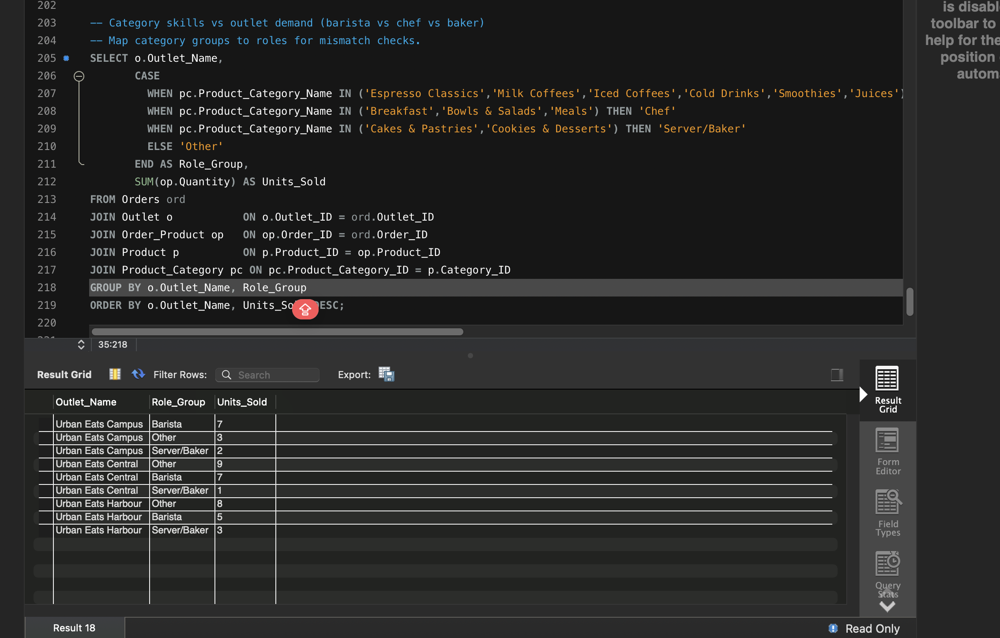 is disabl
toolbar to
help for the
position
autom
202
203 -- Category skills vs outlet demand (barista vs chef vs baker)
204 -- Map category groups to roles for mismatch checks.
205 SELECT o.Outlet_Name,
206 CASE
207 WHEN pc.Product_Category_Name IN ('Espresso Classics','Milk Coffees','Iced Coffees','Cold Drinks','Smoothies','Juices')
208 WHEN pc.Product_Category_Name IN ('Breakfast','Bowls & Salads','Meals') THEN 'Chef'
209 WHEN pc.Product_Category_Name IN ('Cakes & Pastries','Cookies & Desserts') THEN 'Server/Baker'
210 ELSE 'Other'
211 END AS Role_Group,
212 SUM(op.Quantity) AS Units_Sold
213 FROM Orders ord
214 JOIN Outlet o ON o.Outlet_ID = ord.Outlet_ID
215 JOIN Order_Product op ON op.Order_ID = ord.Order_ID
216 JOIN Product p ON p.Product_ID = op.Product_ID
217 JOIN Product_Category pc ON pc.Product_Category_ID = p.Category_ID
218 GROUP BY o.Outlet_Name, Role_Group
219 ORDER BY o.Outlet_Name, Units_So DESC;
220
35:218
Result Grid Filter Rows: Search Export:
Outlet_Name Role_Group Units_Sold
Urban Eats Campus Barista 7
Urban Eats Campus Other 3
Urban Eats Campus Server/Baker 2
Urban Eats Central Other 9
Urban Eats Central Barista 7
Urban Eats Central Server/Baker 1
Urban Eats Harbour Other 8
Urban Eats Harbour Barista 5
Urban Eats Harbour Server/Baker 3
Result
Grid
Form
Editor
Field
Types
Query
Stats
Result 18
Read Only